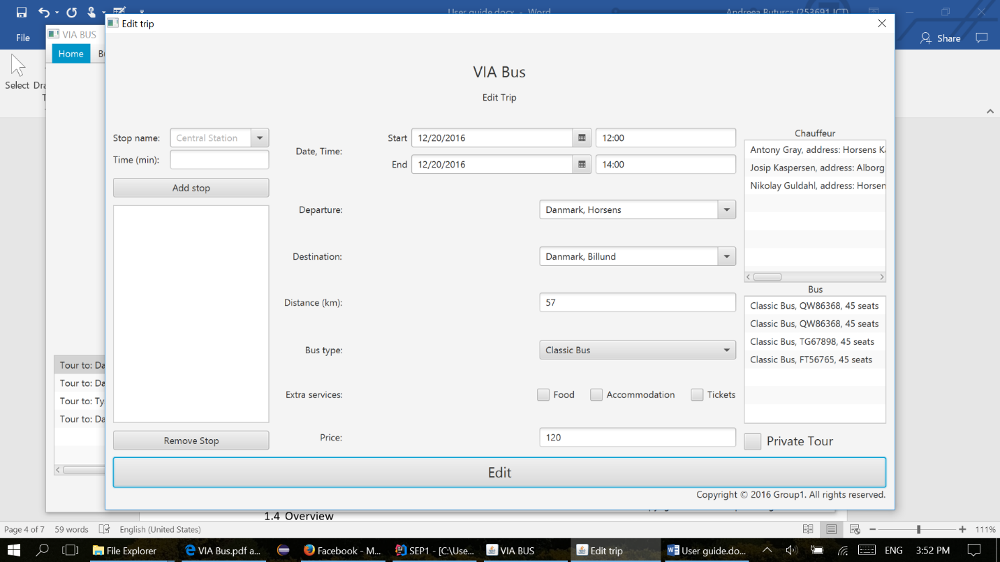 User guide.docx - Word
Andreea Buturca (253691 ICT)
File
Share
Select
VIA BUS
Home
Edit trip
VIA Bus
Edit Trip
Stop name: Central Station
Time (min):
Add stop
Remove Stop
Date, Time:
Start 12/20/2016 12:00
End 12/20/2016 14:00
Departure: Danmark, Horsens
Destination: Danmark, Billund
Distance (km): 57
Bus type: Classic Bus
Extra services: Food Accommodation Tickets
Price: 120
Chauffeur
Antony Gray, address: Horsens
Josip Kaspersen, address: Alborg
Nikolay Guldahl, address: Horsen
Bus
Classic Bus, QW86368, 45 seats
Classic Bus, QW86368, 45 seats
Classic Bus, TG67898, 45 seats
Classic Bus, FT56765, 45 seats
Private Tour
Edit
Copyright © 2016 Group1. All rights reserved.
Tour to: Da
Tour to: Da
Tour to: Ty
Tour to: Da
1.4 Overview
Page 4 of 7 59 words English (United States) 111%
File Explorer VIA Bus.pdf a... Facebook - M... SEP1 - [C:\Use... VIA BUS Edit trip User guide.do... ENG 3:52 PM